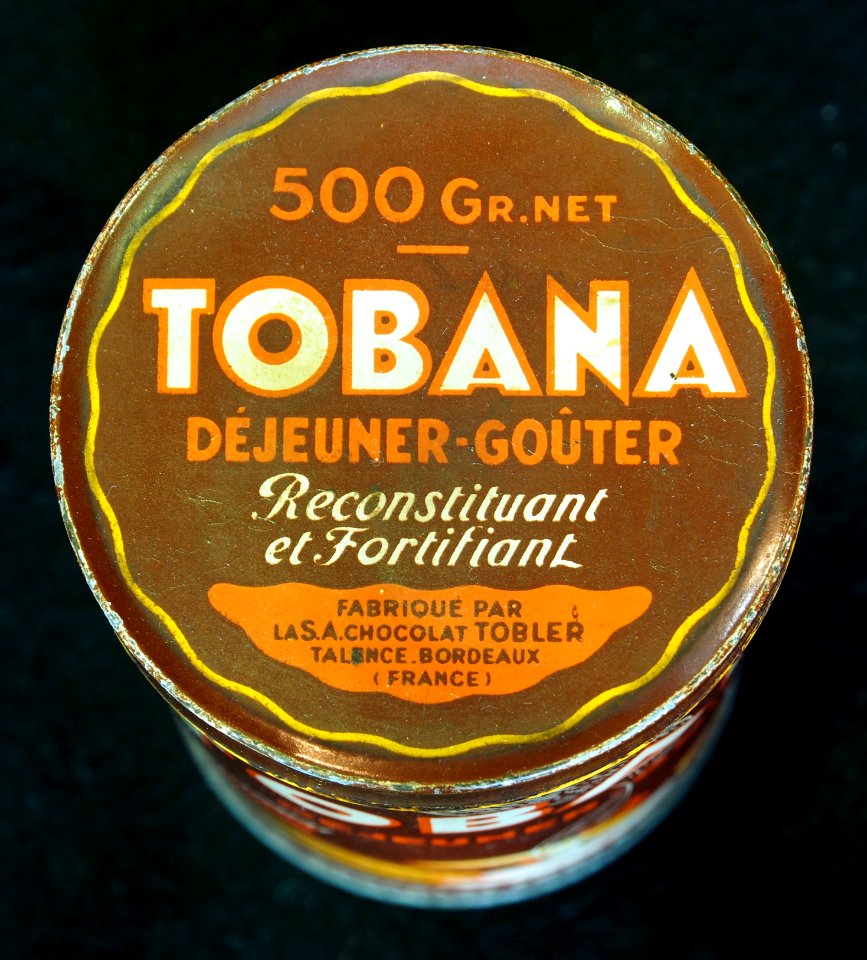 500 GR. NET
TOBANA
DÉJEUNER-GOÛTER
Reconstituant
et Fortifiant
FABRIQUÉ PAR
LA S.A. CHOCOLAT TOBLER
TALENCE-BORDEAUX
(FRANCE)